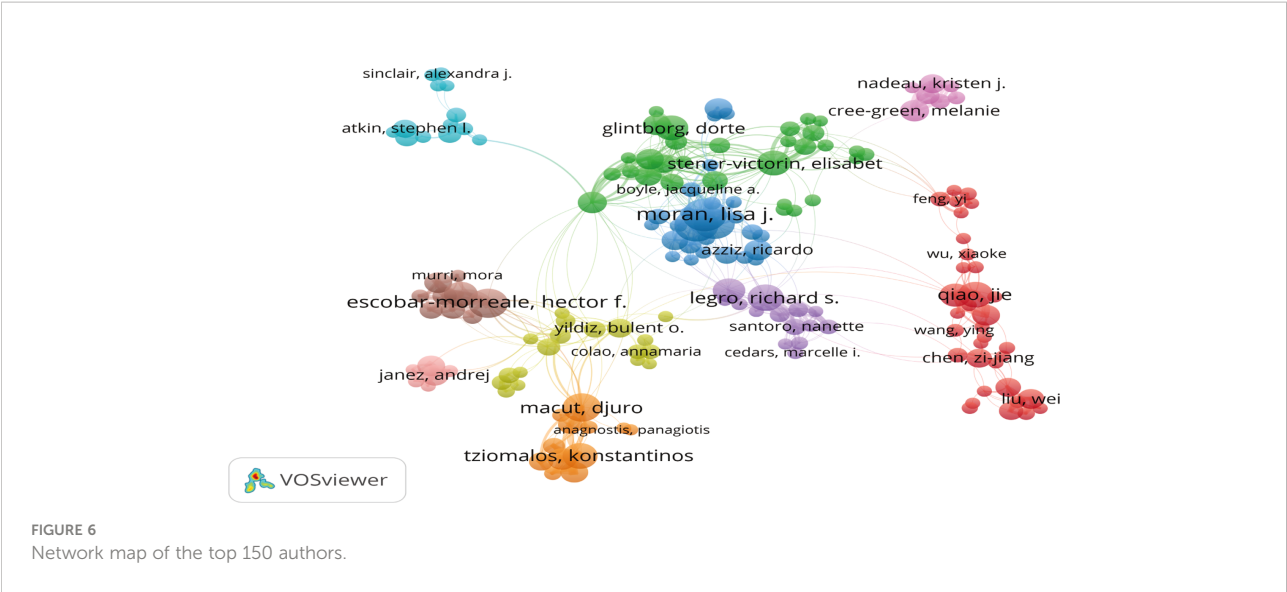 sinclair, alexandra j.
nadeau, kristen j.
cree-green, melanie
atkin, stephen l.
glintborg, dorte
stener-victorin, elisabet
boyle, jacqueline a.
feng, yi
moran, lisa j.
azziz, ricardo
wu, xiaoke
murri, mora
escobar-morreale, hector f.
legro, richard s.
qiao, jie
yildiz, bulent o.
santoro, nanette
wang, ying
colao, annamaria
cedars, marcelle i.
chen, zi-jiang
janez, andrej
liu, wei
macut, djuro
anagnostis, panagiotis
tziomalos, konstantinos
VOSviewer
FIGURE 6
Network map of the top 150 authors.